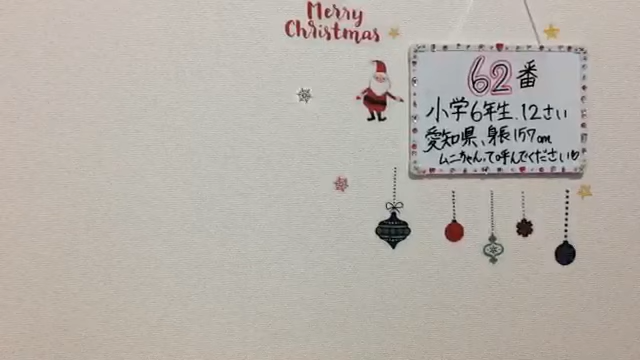 Merry
Christmas
62番
小学6年生、12さい
愛知県、身長157cm
ムニちゃんって呼んでください♡